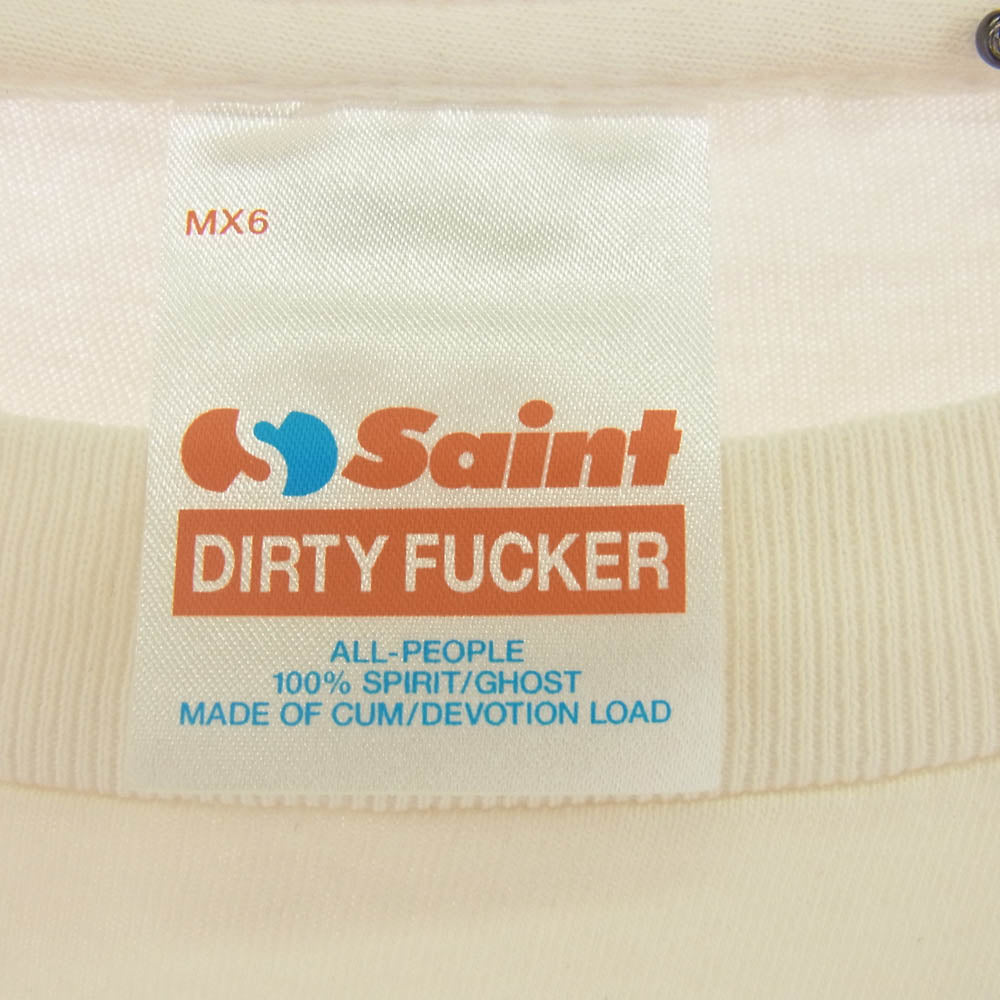 MX6
Saint
DIRTY FUCKER
ALL-PEOPLE
100% SPIRIT/GHOST
MADE OF CUM/DEVOTION LOAD